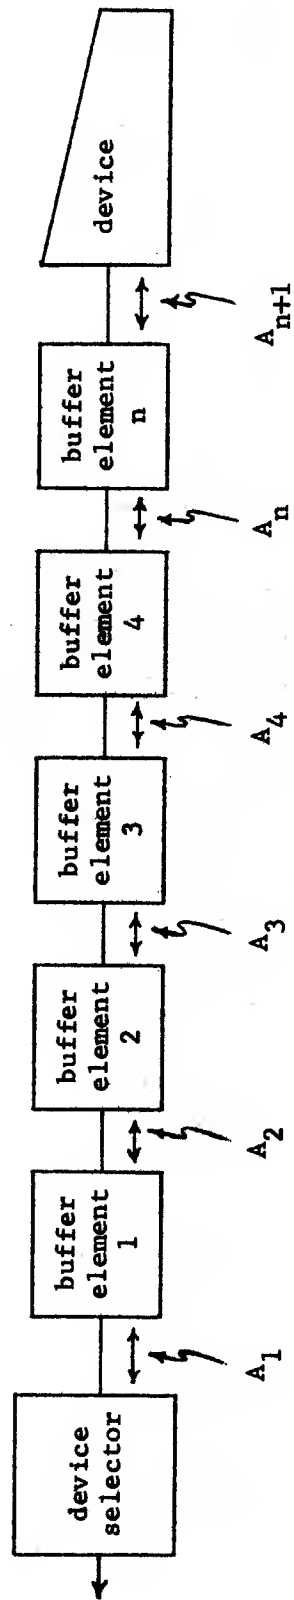 device
selector
buffer
element
1
buffer
element
2
buffer
element
3
buffer
element
4
buffer
element
n
device
A1
A2
A3
A4
An
An+1